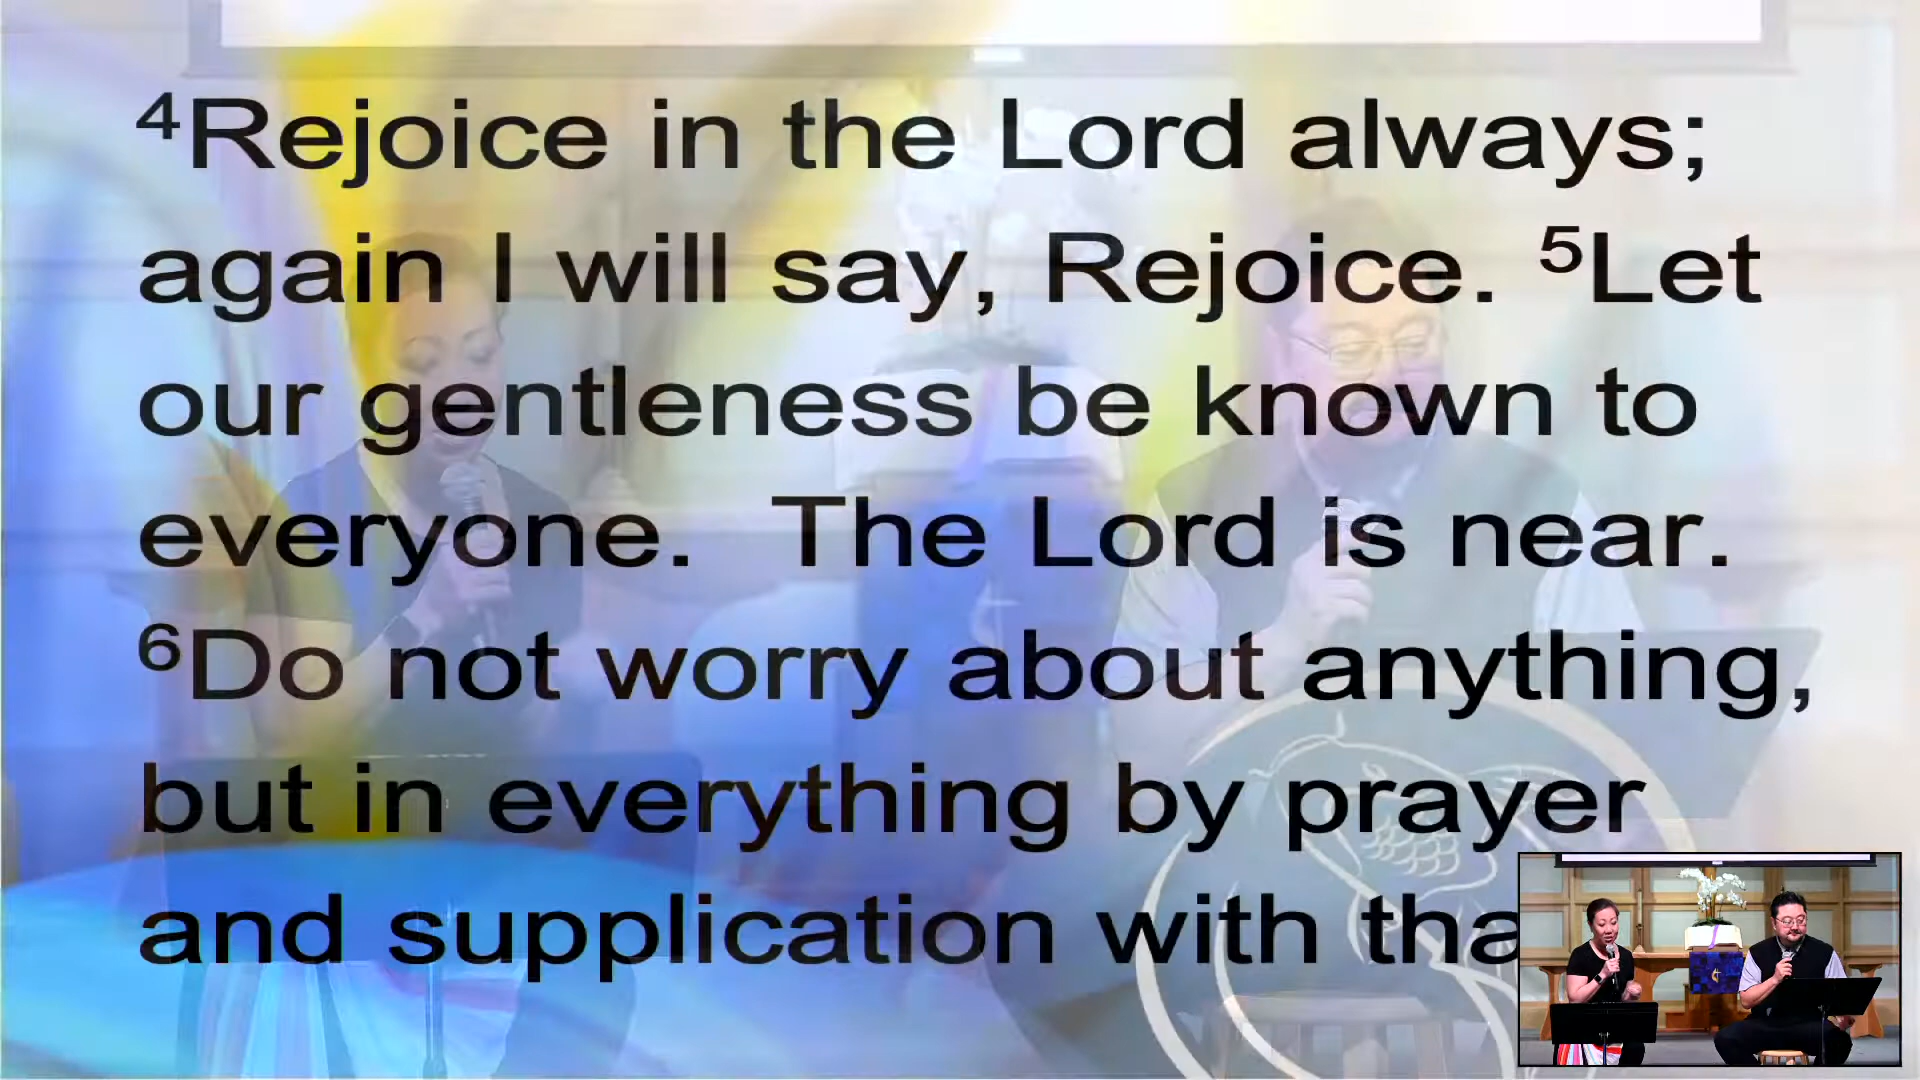 ⁴Rejoice in the Lord always;
again I will say, Rejoice. ⁵Let
our gentleness be known to
everyone. The Lord is near.
⁶Do not worry about anything,
but in everything by prayer
and supplication with